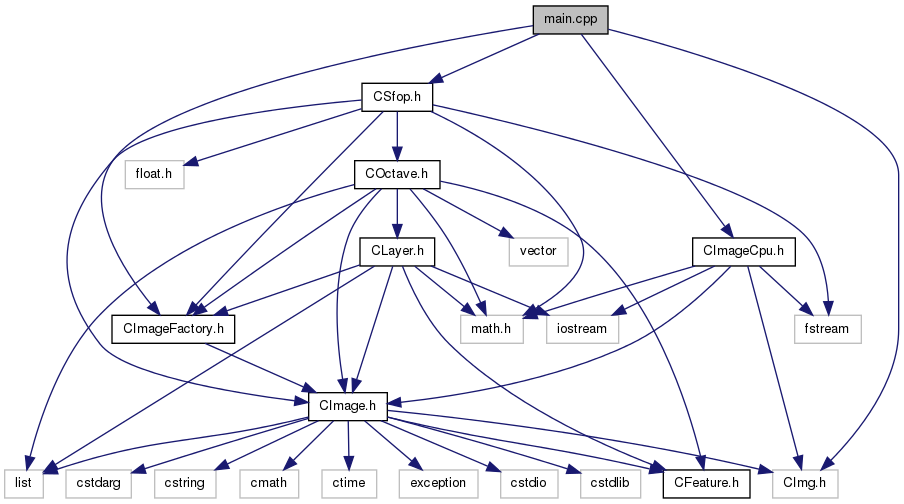 main.cpp
CSfop.h
float.h
COctave.h
CLayer.h
vector
CImageCpu.h
CImageFactory.h
math.h
iostream
fstream
CImage.h
list
cstdarg
cstring
cmath
ctime
exception
cstdio
cstdlib
CFeature.h
CImg.h